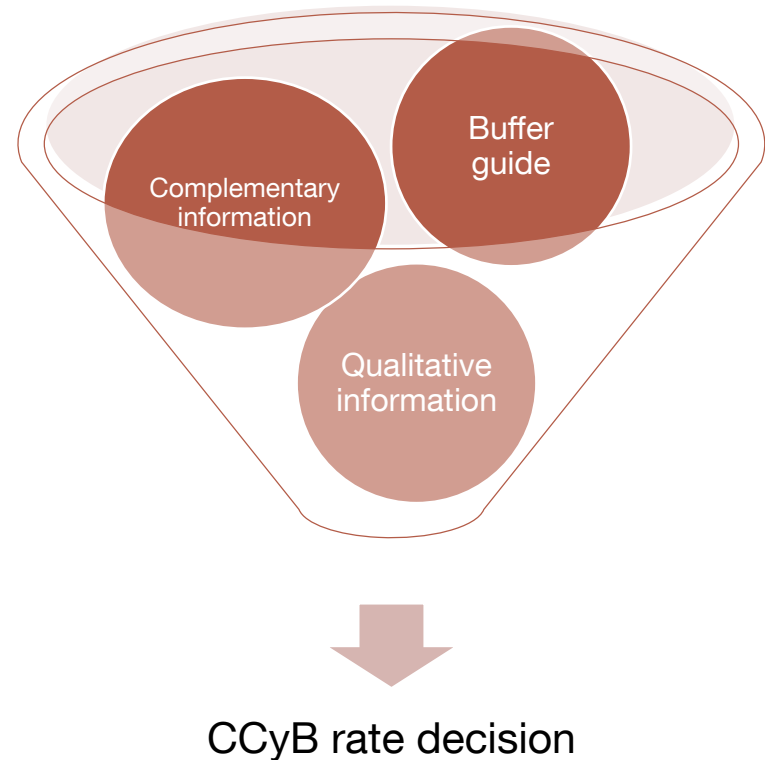 Buffer
guide
Complementary
information
Qualitative
information
CCyB rate decision